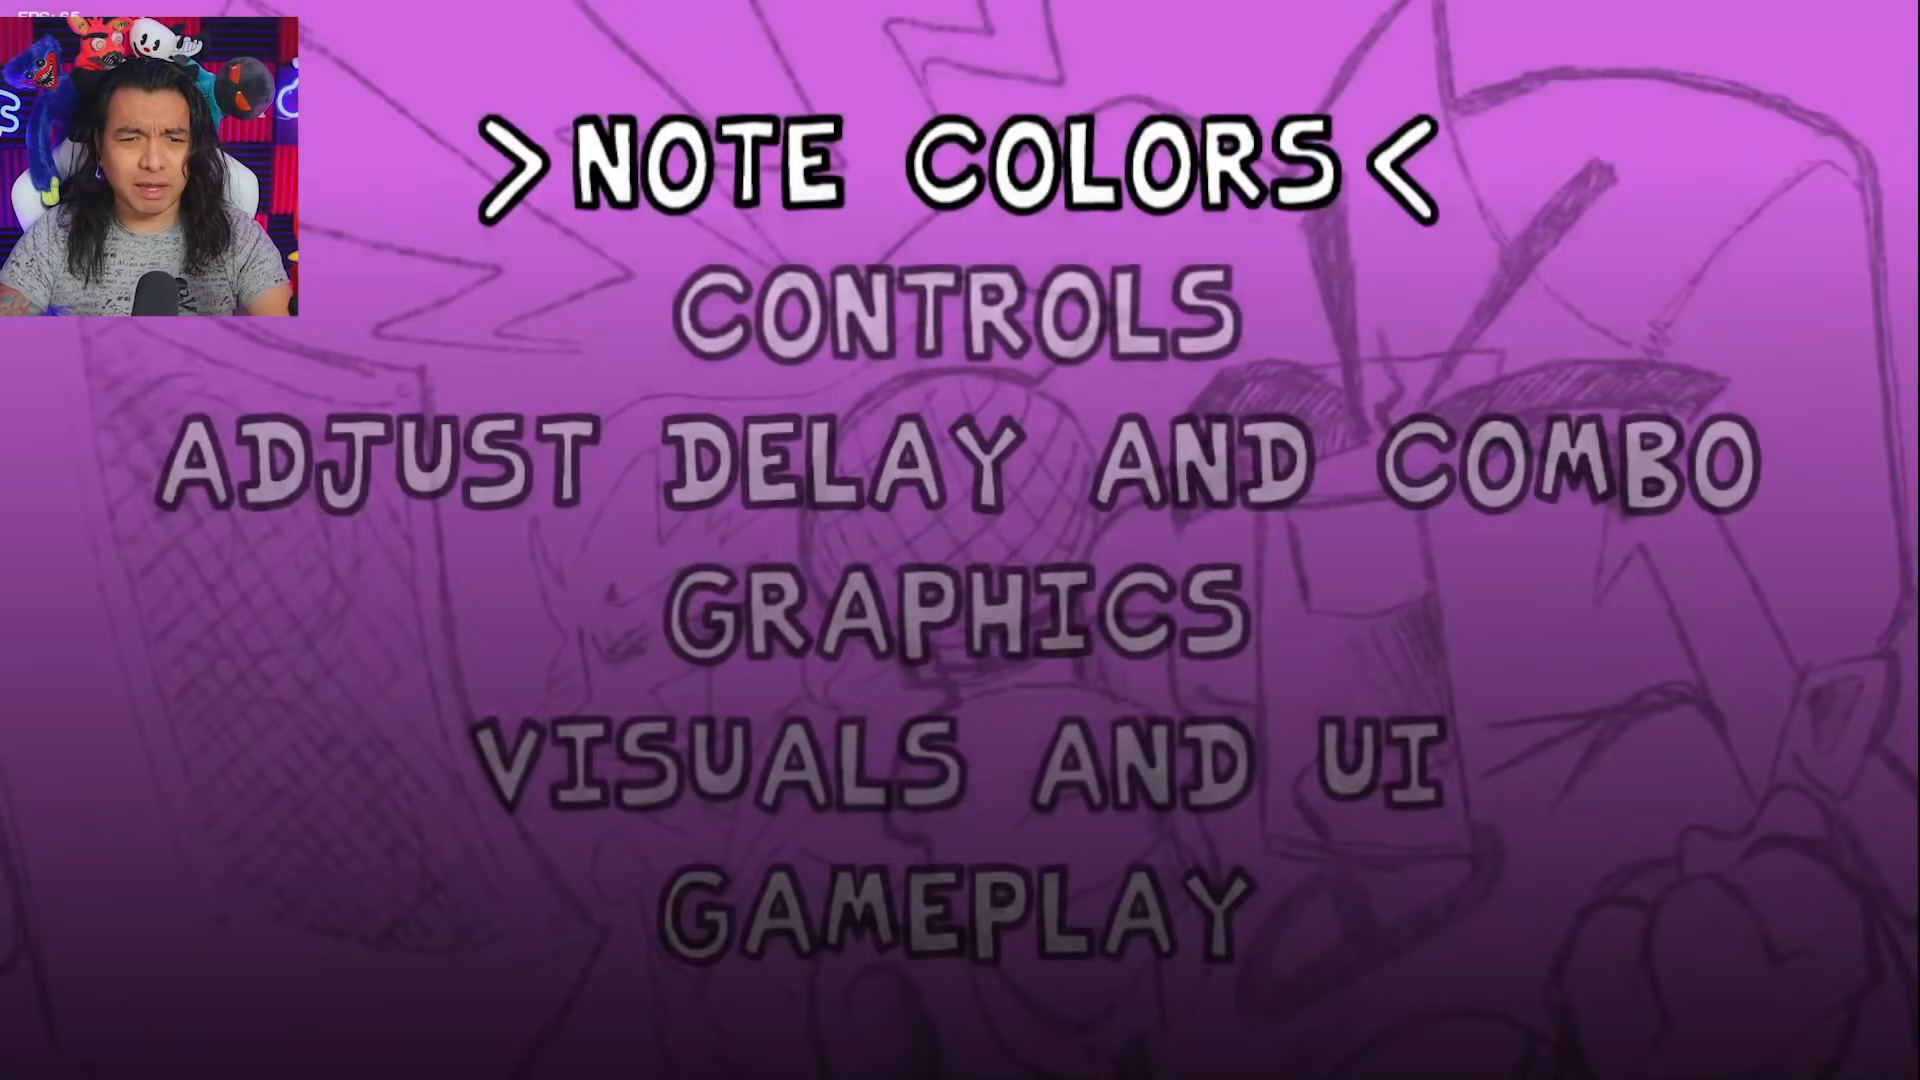 >NOTE COLORS<
CONTROLS
ADJUST DELAY AND COMBO
GRAPHICS
VISUALS AND UI
GAMEPLAY